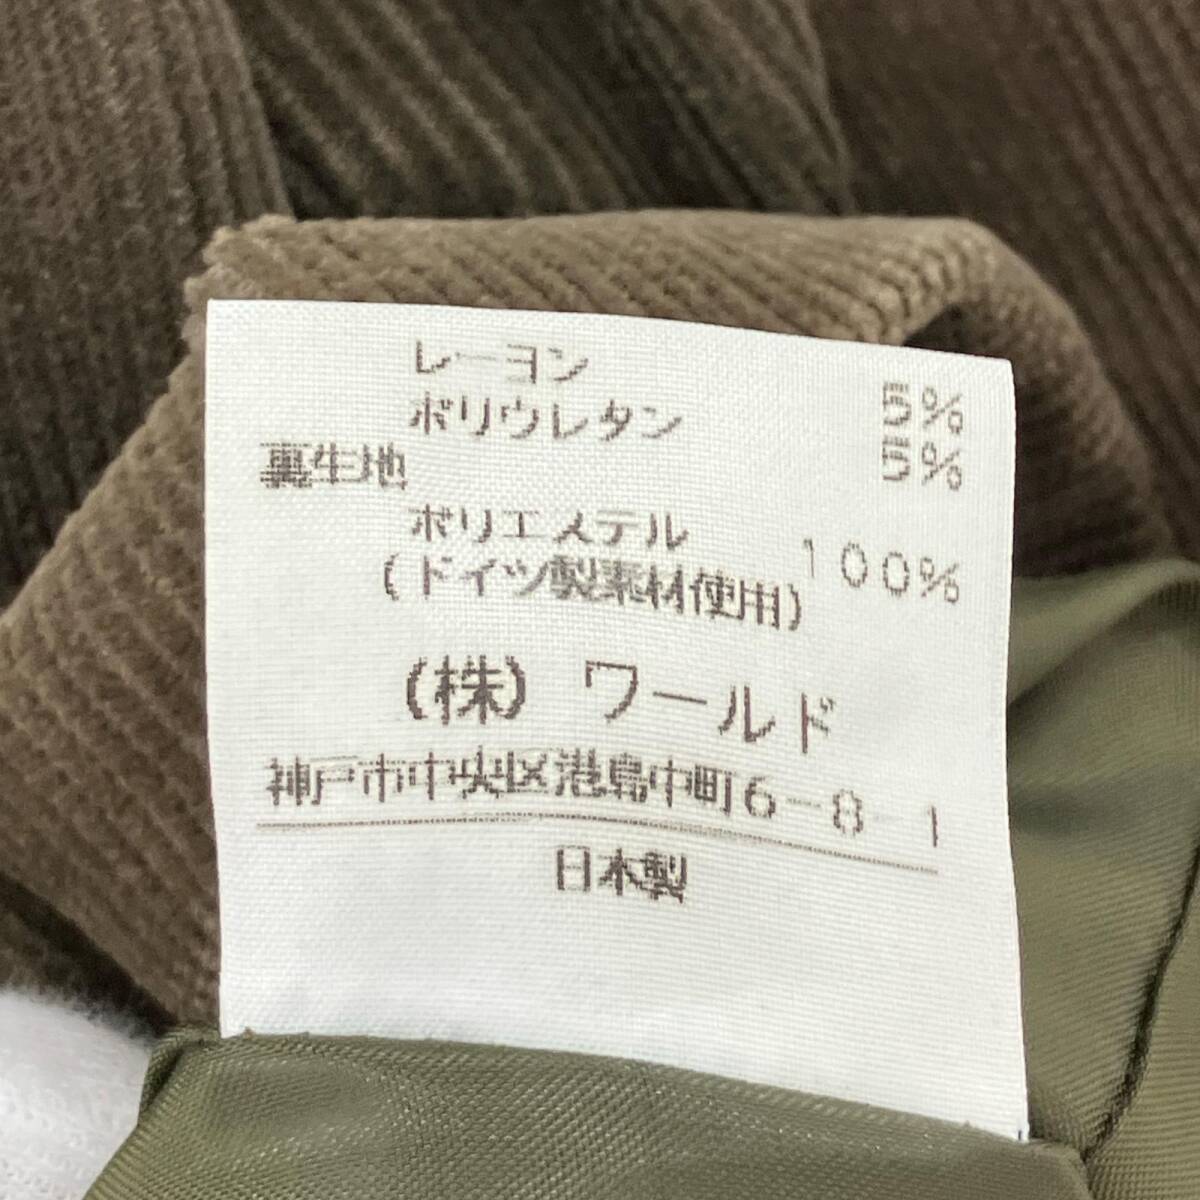 レーヨン 5%
ポリウレタン 5%
裏生地
ポリエステル 100%
(ドイツ製素材使用)
(株) ワールド
神戸市中央区港島中町6-8-1
日本製